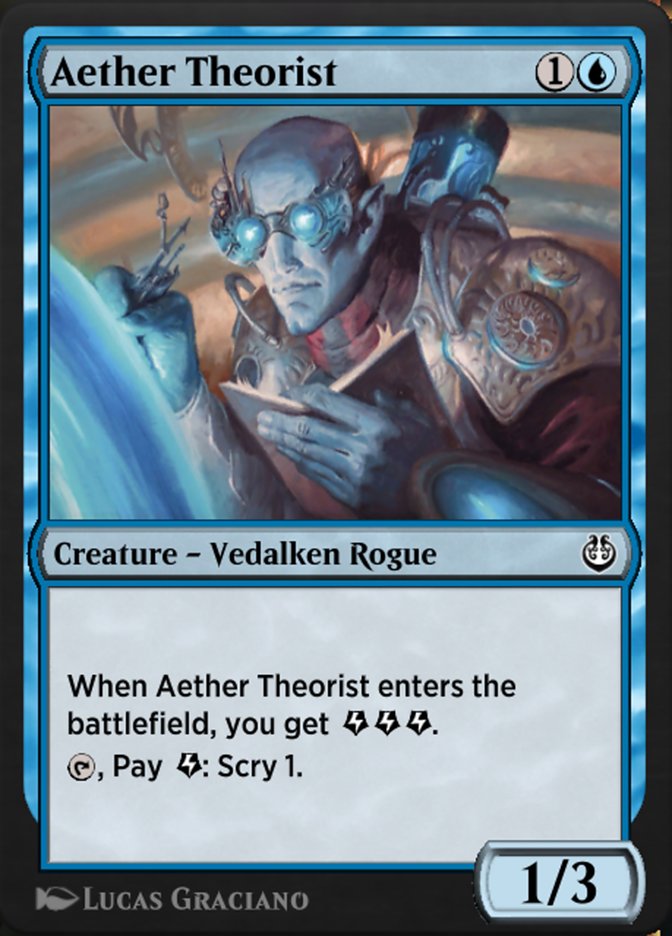 Aether Theorist 1
Creature – Vedalken Rogue
When Aether Theorist enters the
battlefield, you get .
, Pay : Scry 1.
1/3
Lucas Graciano